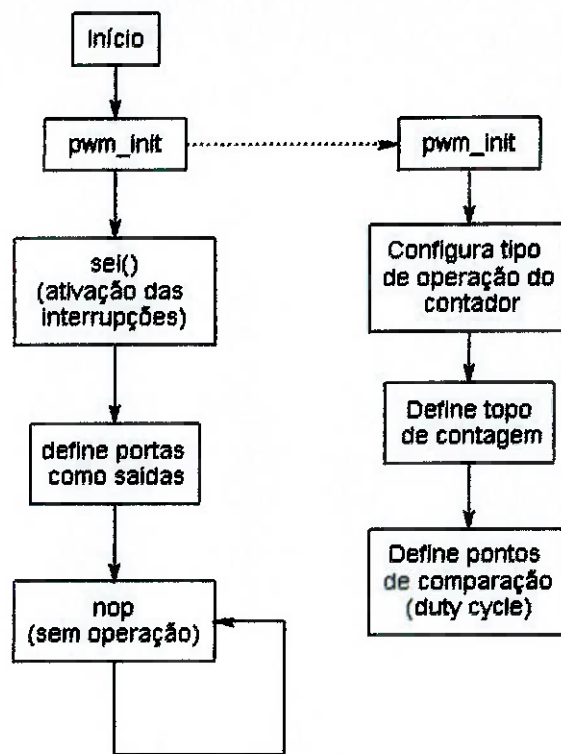 Início
pwm_init
sei()
(ativação das
interrupções)
define portas
como saídas
nop
(sem operação)
pwm_init
Configura tipo
de operação do
contador
Define topo
de contagem
Define pontos
de comparação
(duty cycle)